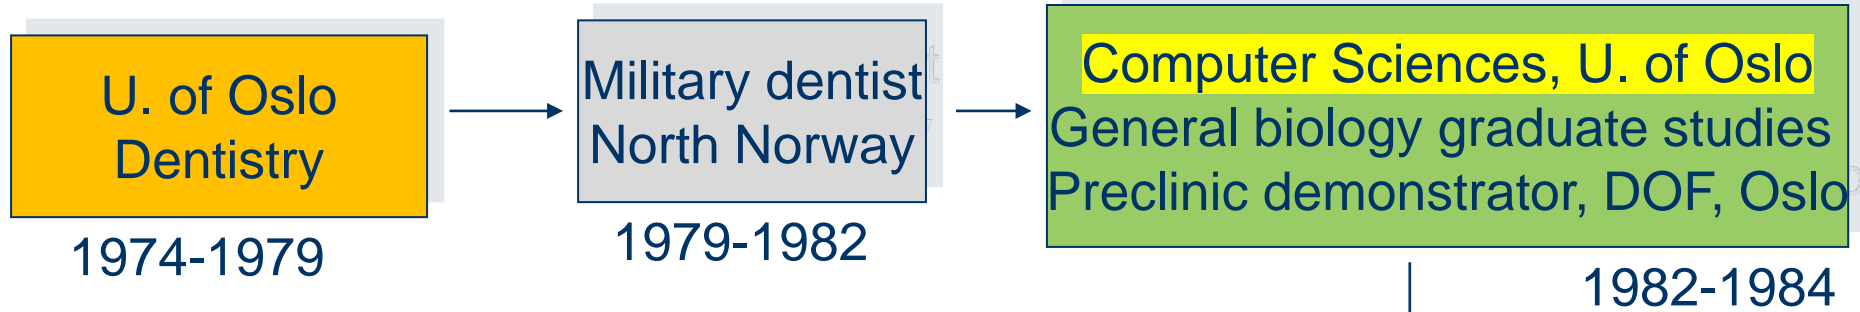 U. of Oslo
Dentistry
1974-1979
Military dentist
North Norway
1979-1982
Computer Sciences, U. of Oslo
General biology graduate studies
Preclinic demonstrator, DOF, Oslo
1982-1984